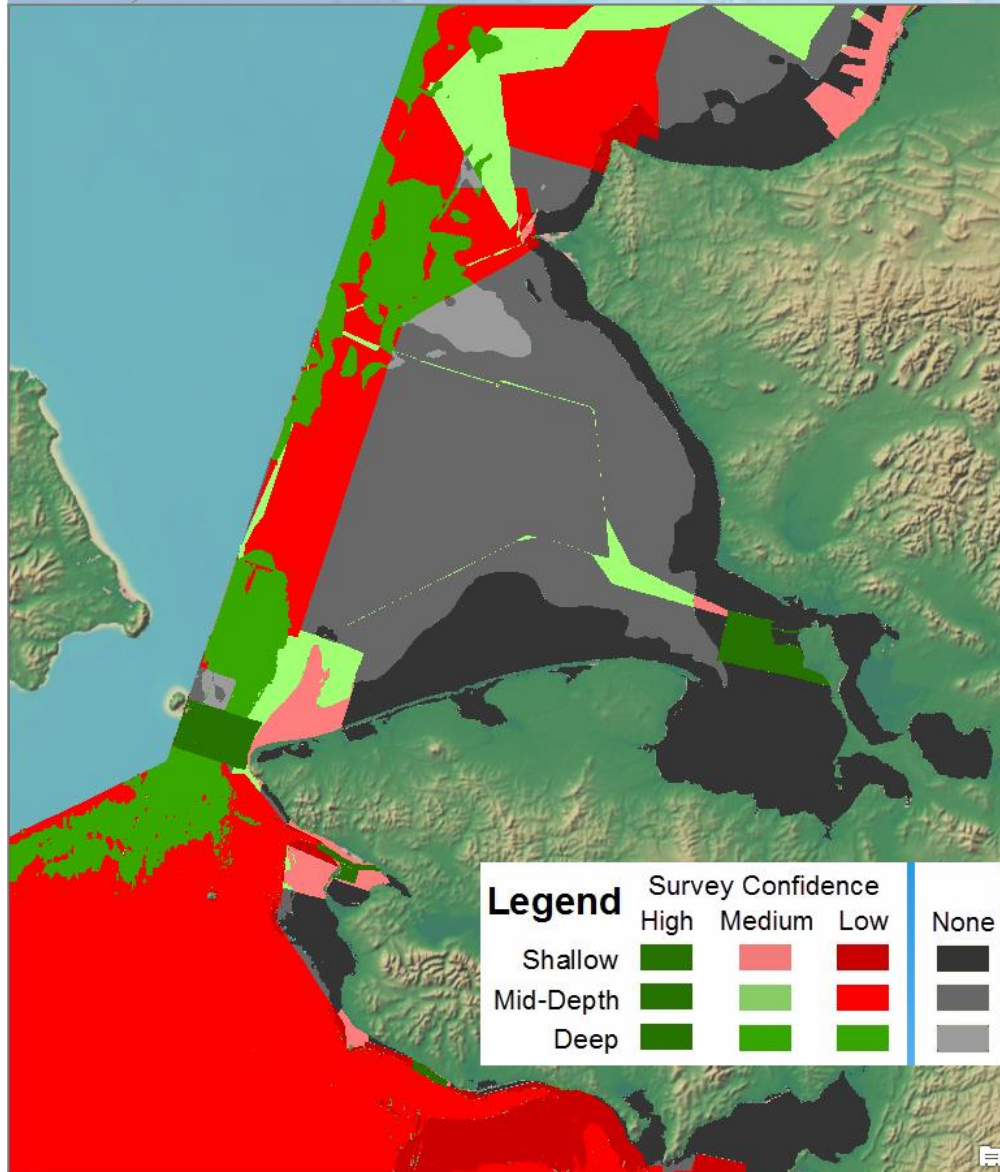 Legend
Survey Confidence
High Medium Low None
Shallow
Mid-Depth
Deep